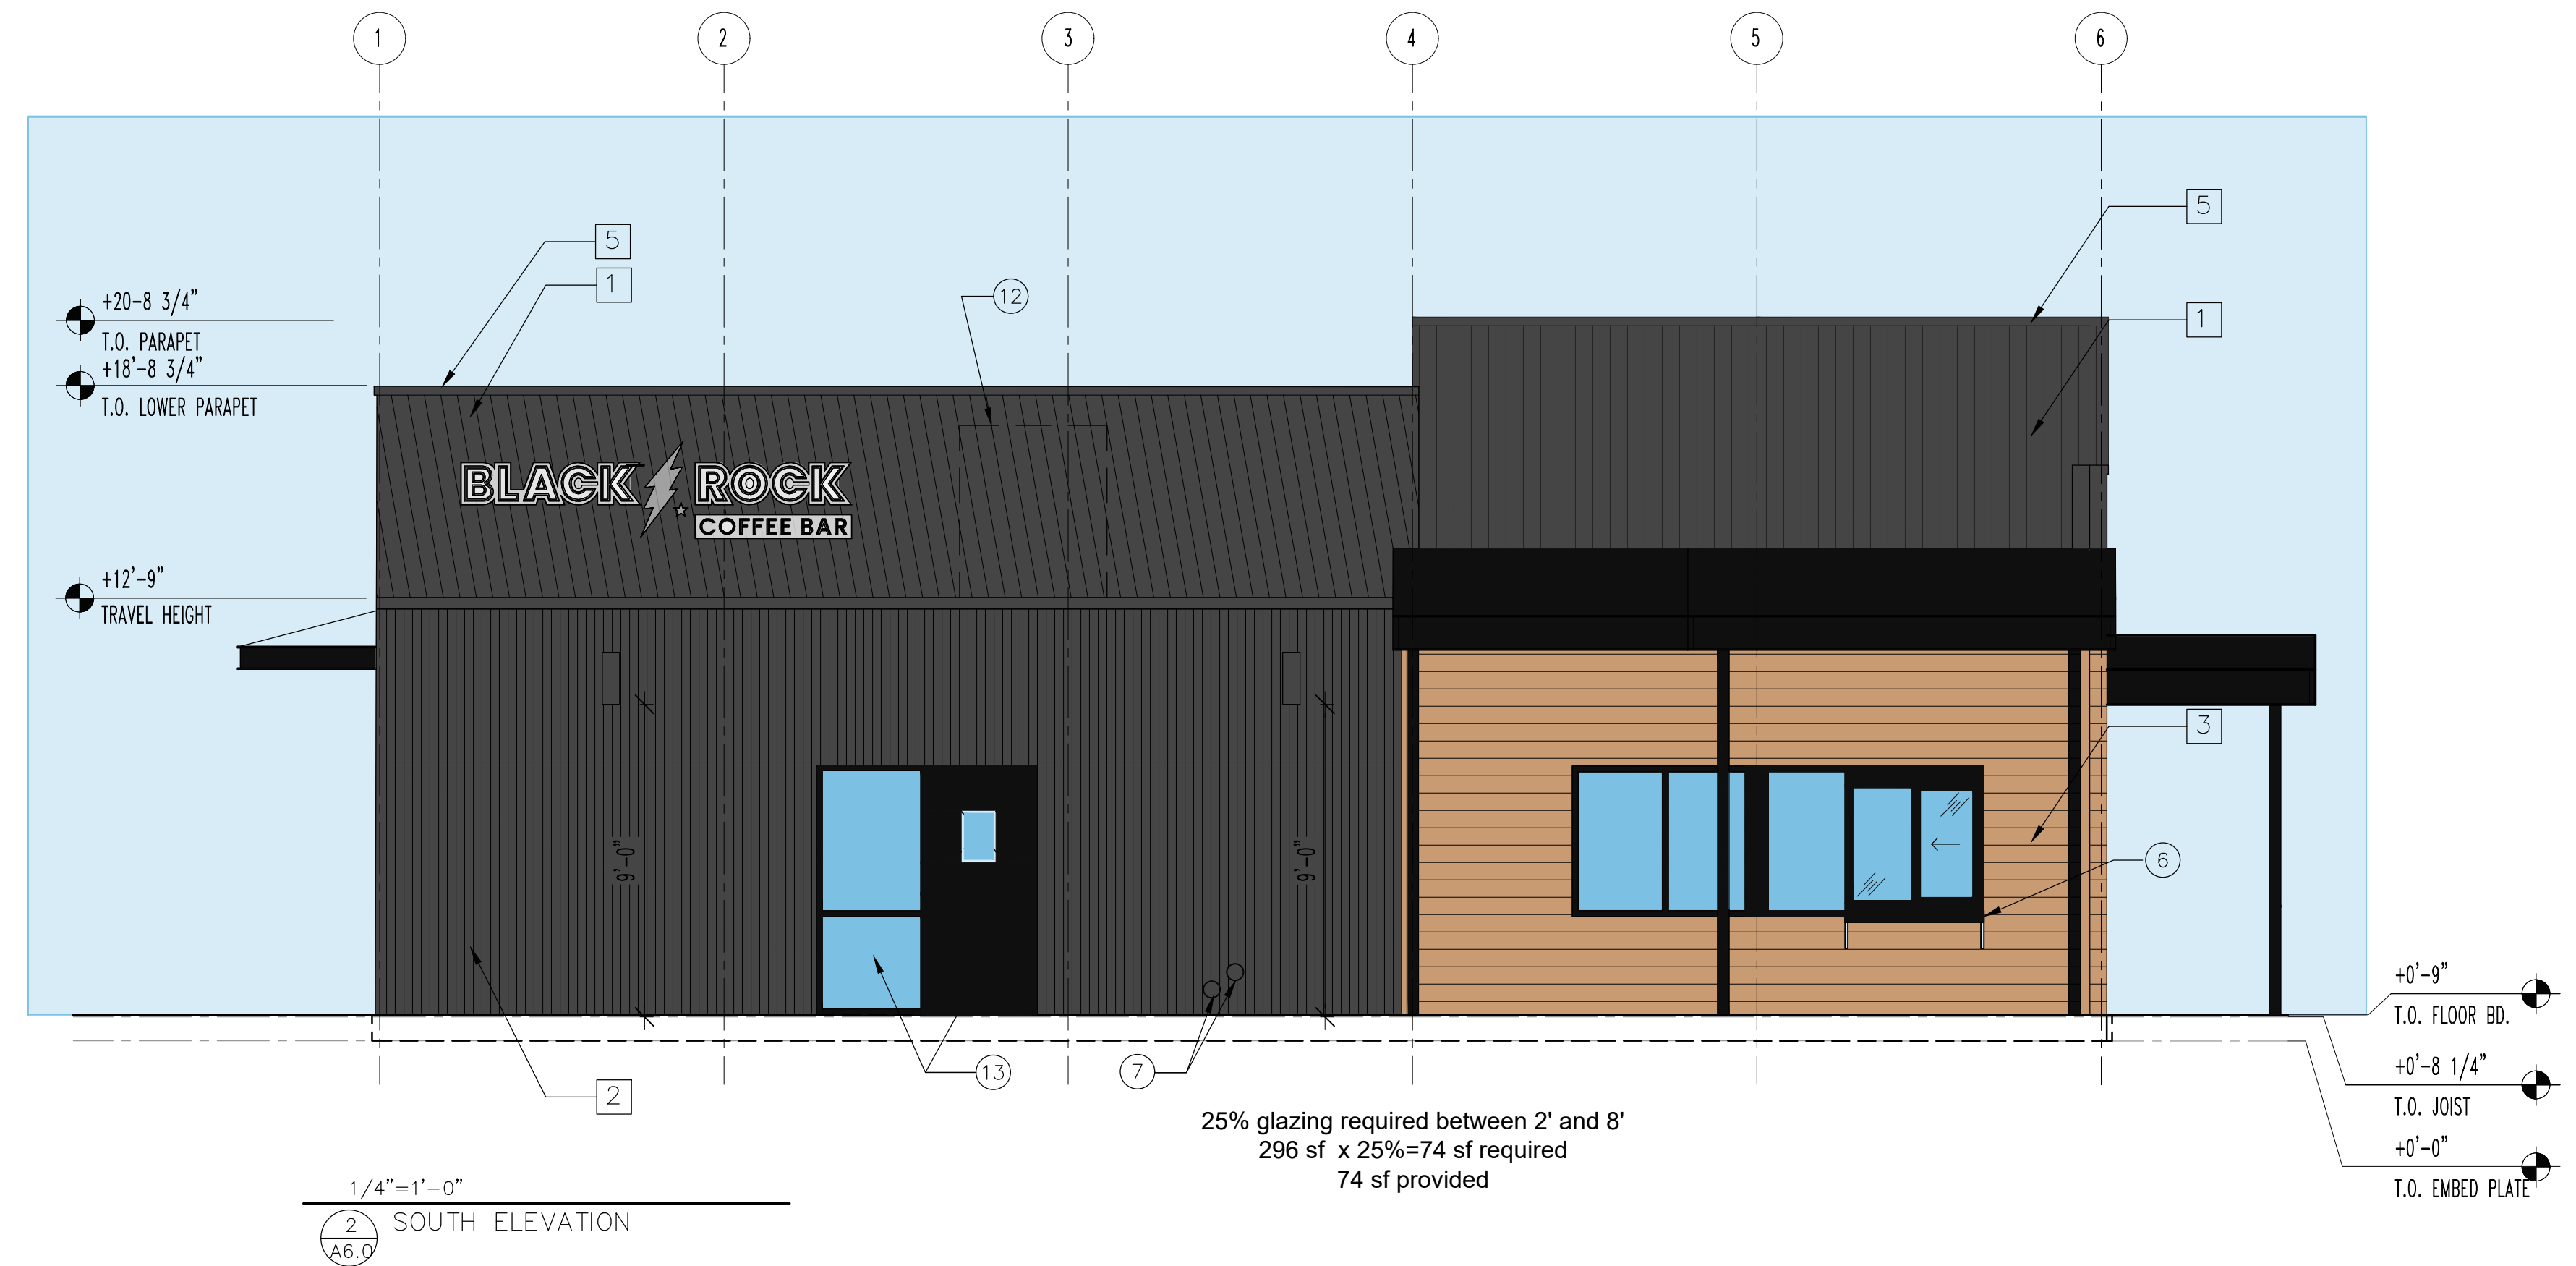 1 2 3 4 5 6
5
5
1
12
+20-8 3/4"
T.O. PARAPET
1
+18'-8 3/4"
T.O. LOWER PARAPET
BLACK ROCK
COFFEE BAR
+12'-9"
TRAVEL HEIGHT
3
9'-0"
9'-0"
6
+0'-9"
T.O. FLOOR BD.
13
7
+0'-8 1/4"
T.O. JOIST
2
25% glazing required between 2' and 8'
296 sf x 25%=74 sf required
74 sf provided
+0'-0"
T.O. EMBED PLATE
1/4"=1'-0"
2
SOUTH ELEVATION
A6.0